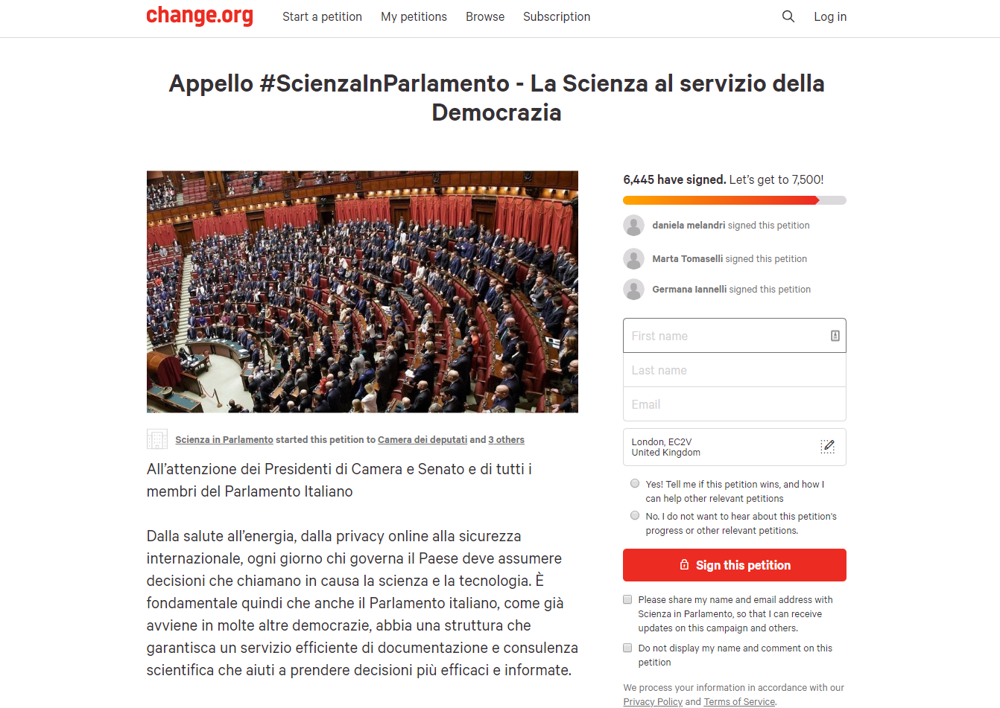 change.org
Start a petition
My petitions
Browse
Subscription
Log in
Appello #ScienzaInParlamento - La Scienza al servizio della
Democrazia
Scienza in Parlamento started this petition to Camera dei deputati and 3 others
All’attenzione dei Presidenti di Camera e Senato e di tutti i
membri del Parlamento Italiano
Dalla salute all’energia, dalla privacy online alla sicurezza
internazionale, ogni giorno chi governa il Paese deve assumere
decisioni che chiamano in causa la scienza e la tecnologia. È
fondamentale quindi che anche il Parlamento italiano, come già
avviene in molte altre democrazie, abbia una struttura che
garantisca un servizio efficiente di documentazione e consulenza
scientifica che aiuti a prendere decisioni più efficaci e informate.
6,445 have signed. Let’s get to 7,500!
daniela melandri signed this petition
Marta Tomaselli signed this petition
Germana Iannelli signed this petition
First name
Last name
Email
London, EC2V
United Kingdom
Yes! Tell me if this petition wins, and how I
can help other relevant petitions
No. I do not want to hear about this petition's
progress or other relevant petitions.
Sign this petition
Please share my name and email address with
Scienza in Parlamento, so that I can receive
updates on this campaign and others.
Do not display my name and comment on this
petition
We process your information in accordance with our
Privacy Policy and Terms of Service.